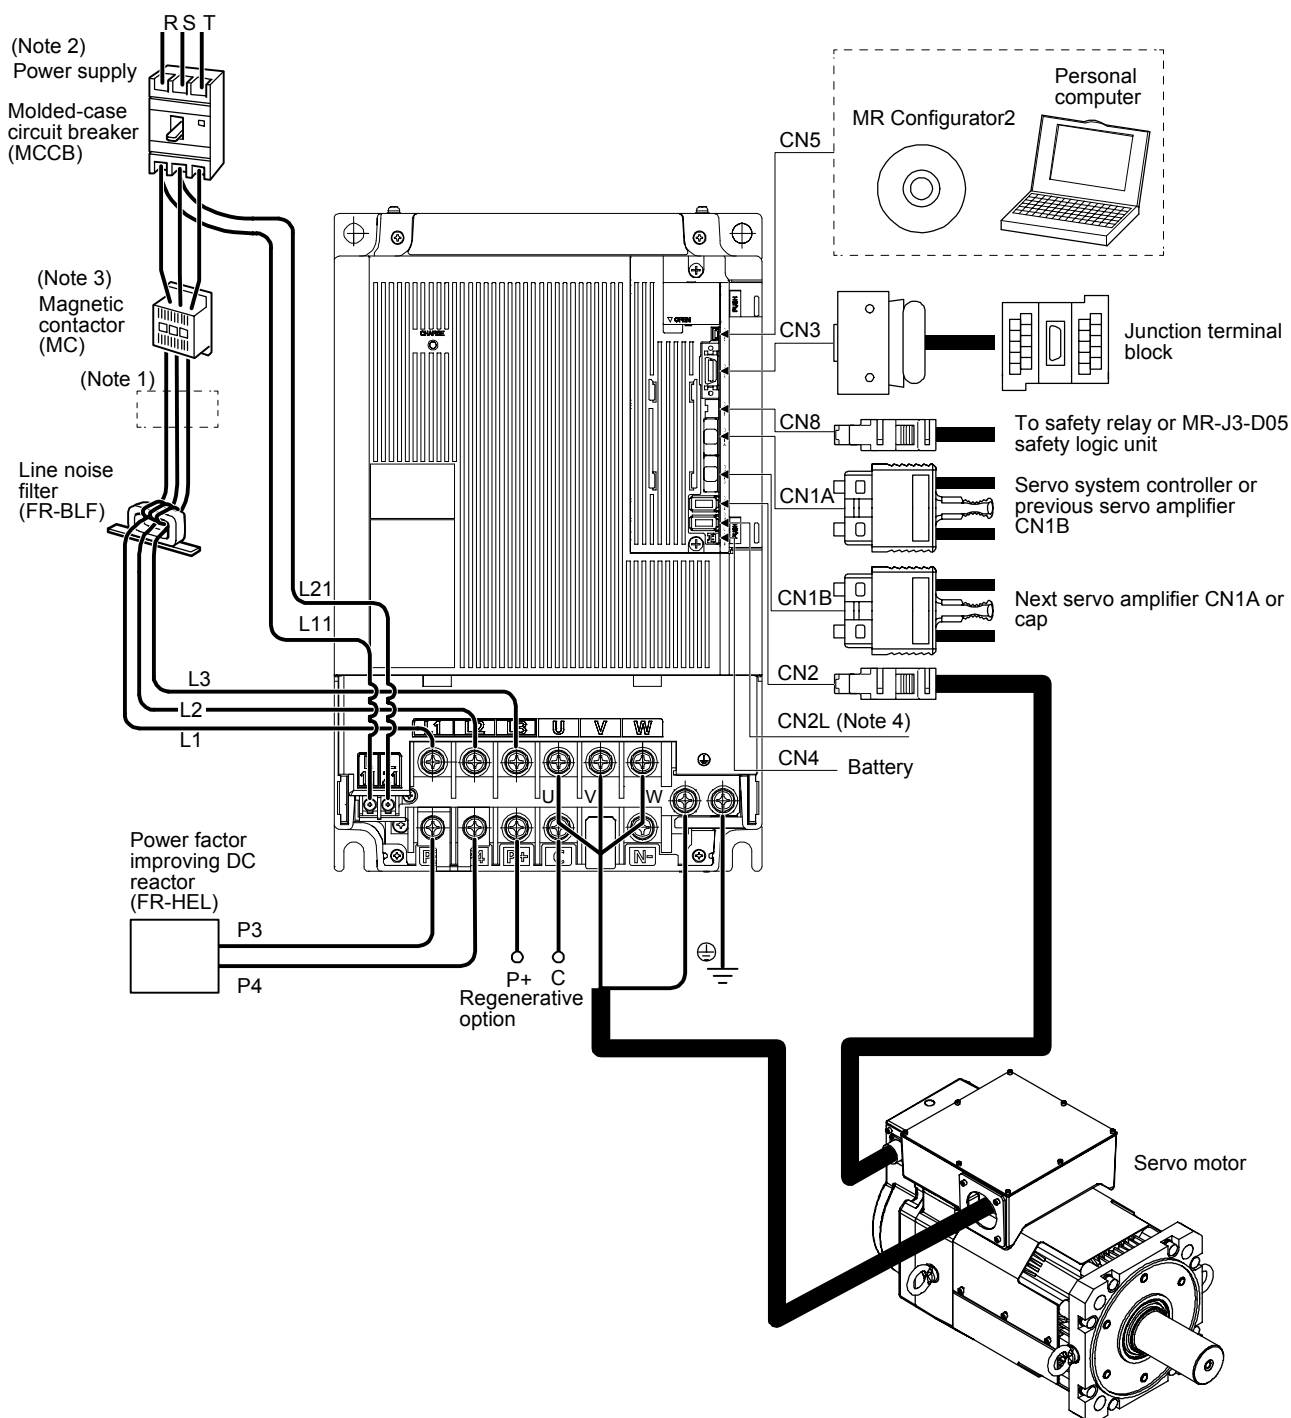 R S T
(Note 2)
Power supply
Molded-case
circuit breaker
(MCCB)
(Note 3)
Magnetic
contactor
(MC)
(Note 1)
Line noise
filter
(FR-BLF)
L21
L11
L3
L2
L1
Power factor
improving DC
reactor
(FR-HEL)
P3
P4
CHARGE
OPEN
PUSH
PUSH
L1 L2 L3 U V W
U V W
C N-
P+ C
Regenerative
option
CN5
MR Configurator2
Personal
computer
CN3
Junction terminal
block
CN8
To safety relay or MR-J3-D05
safety logic unit
CN1A
Servo system controller or
previous servo amplifier
CN1B
CN1B
Next servo amplifier CN1A or
cap
CN2
CN2L (Note 4)
CN4
Battery
Servo motor